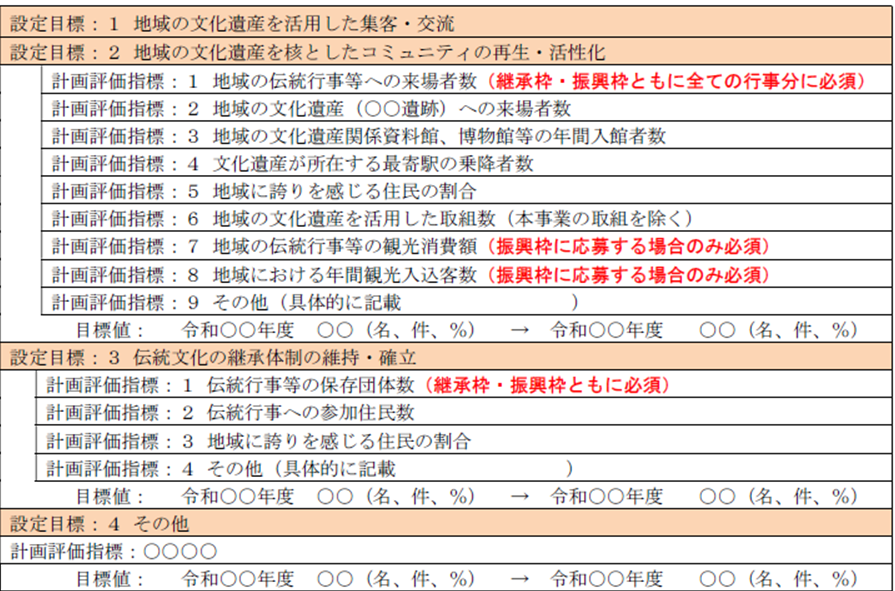 設定目標：１ 地域の文化遺産を活用した集客・交流
設定目標：２ 地域の文化遺産を核としたコミュニティの再生・活性化
計画評価指標：１ 地域の伝統行事等への来場者数（継承枠・振興枠ともに全ての行事分に必須）
計画評価指標：２ 地域の文化遺産（○○遺跡）への来場者数
計画評価指標：３ 地域の文化遺産関係資料館、博物館等の年間入館者数
計画評価指標：４ 文化遺産が所在する最寄駅の乗降者数
計画評価指標：５ 地域に誇りを感じる住民の割合
計画評価指標：６ 地域の文化遺産を活用した取組数（本事業の取組を除く）
計画評価指標：７ 地域の伝統行事等の観光消費額（振興枠に応募する場合のみ必須）
計画評価指標：８ 地域における年間観光入込客数（振興枠に応募する場合のみ必須）
計画評価指標：９ その他（具体的に記載　　　　　　　　　）
目標値：　令和○○年度　○○（名、件、%）　→　令和○○年度　○○（名、件、%）
設定目標：３ 伝統文化の継承体制の維持・確立
計画評価指標：１ 伝統行事等の保存団体数（継承枠・振興枠ともに必須）
計画評価指標：２ 伝統行事への参加住民数
計画評価指標：３ 地域に誇りを感じる住民の割合
計画評価指標：４ その他（具体的に記載　　　　　　　　　）
目標値：　令和○○年度　○○（名、件、%）　→　令和○○年度　○○（名、件、%）
設定目標：４ その他
計画評価指標：○○○○
目標値：　令和○○年度　○○（名、件、%）　→　令和○○年度　○○（名、件、%）